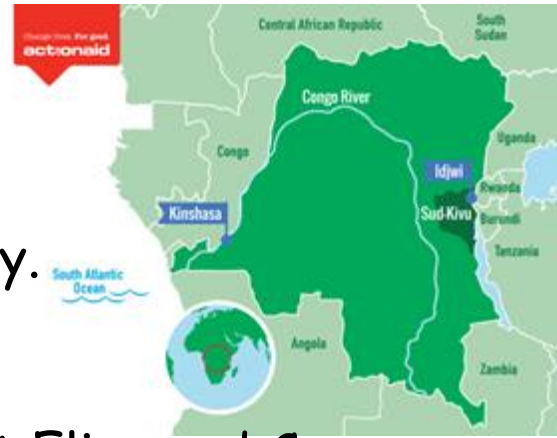 Change lives. For good.
actionaid
Central African Republic
South
Sudan
Congo River
Congo
Uganda
Idjwi
Rwanda
Kinshasa
Sud-Kivu
Burundi
y.
Tanzania
South Atlantic
Ocean
Angola
Zambia